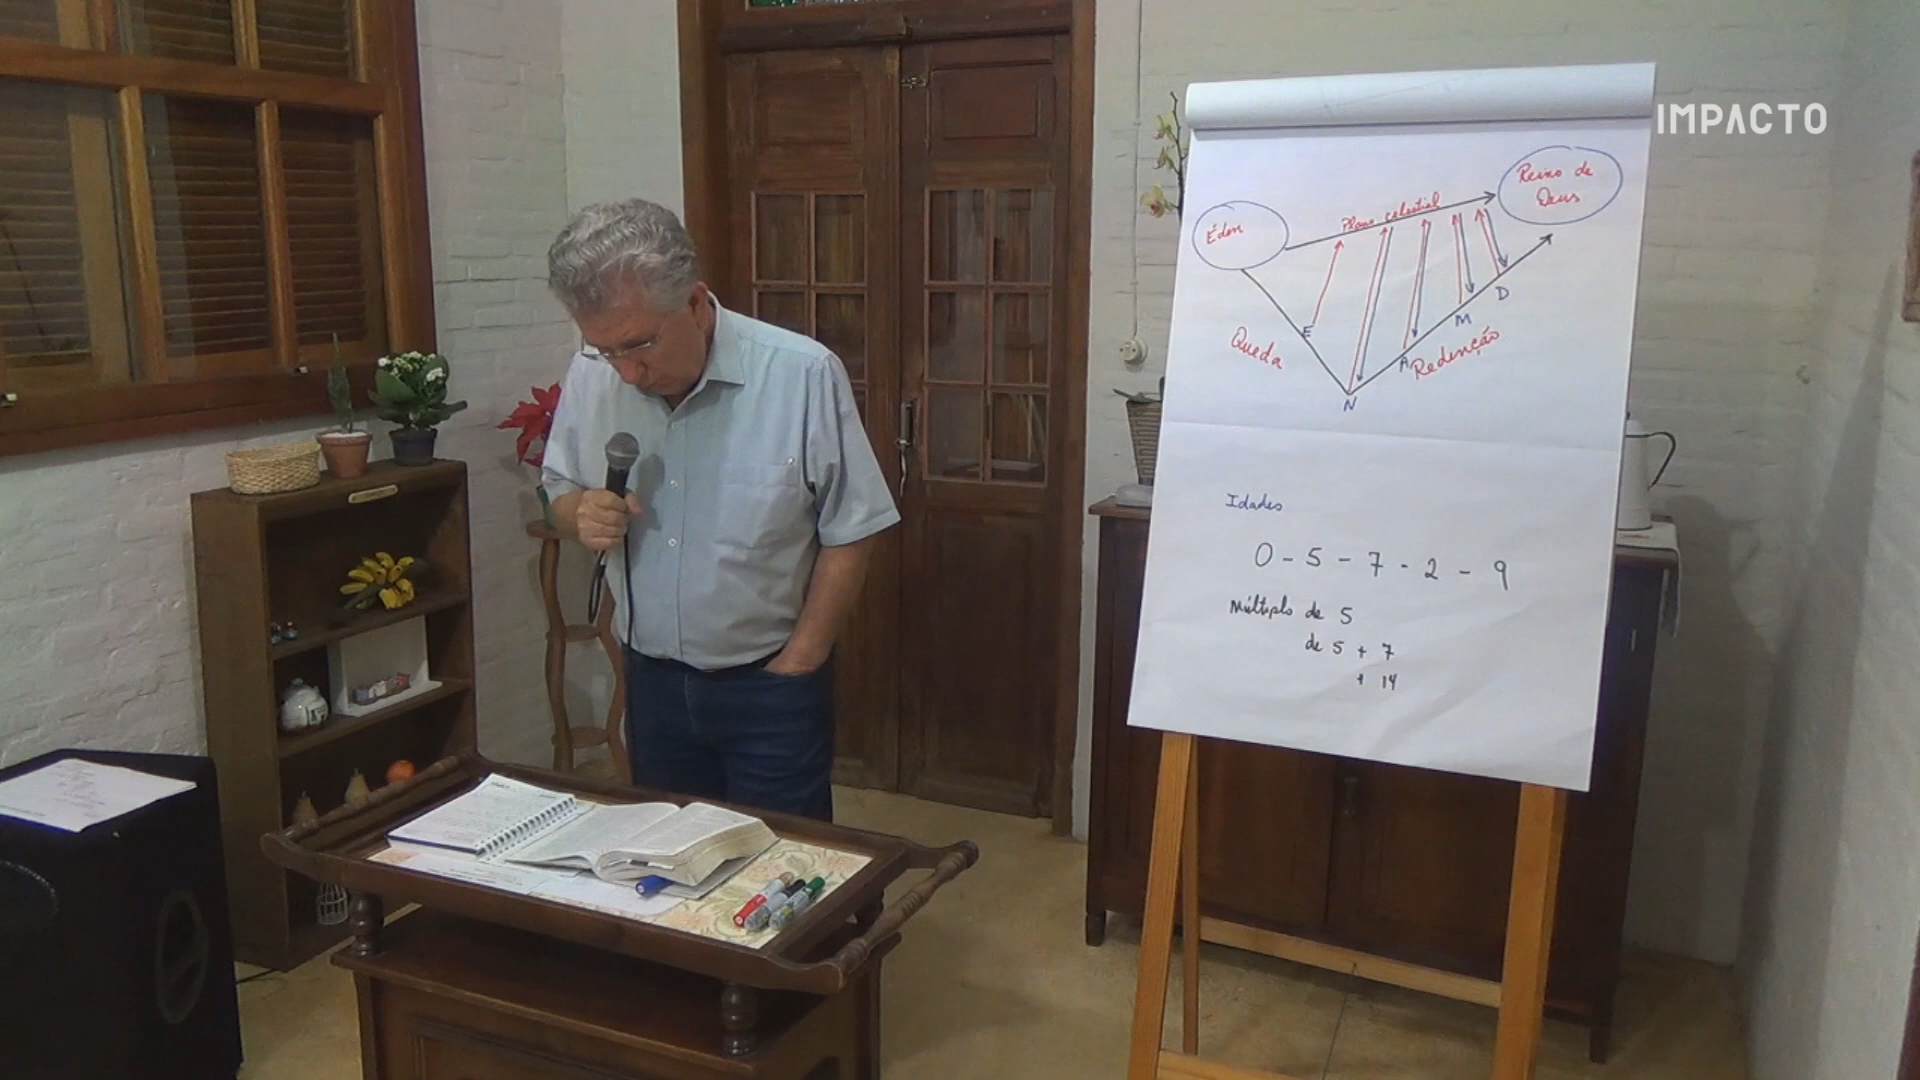 IMPACTO
Reino de
Deus
Plano celestial
Éden
E
D
M
Queda
A
Redenção
N
Idades
0 - 5 - 7 - 2 - 9
Múltiplo de 5
de 5 + 7
+ 14